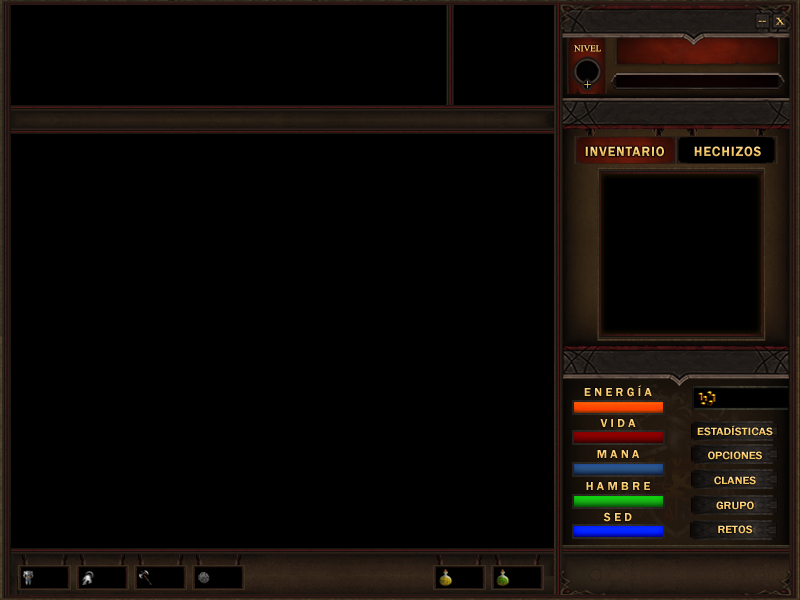 X
NIVEL
+
INVENTARIO HECHIZOS
ENERGÍA
VIDA
ESTADÍSTICAS
MANA
OPCIONES
HAMBRE
CLANES
GRUPO
SED
RETOS